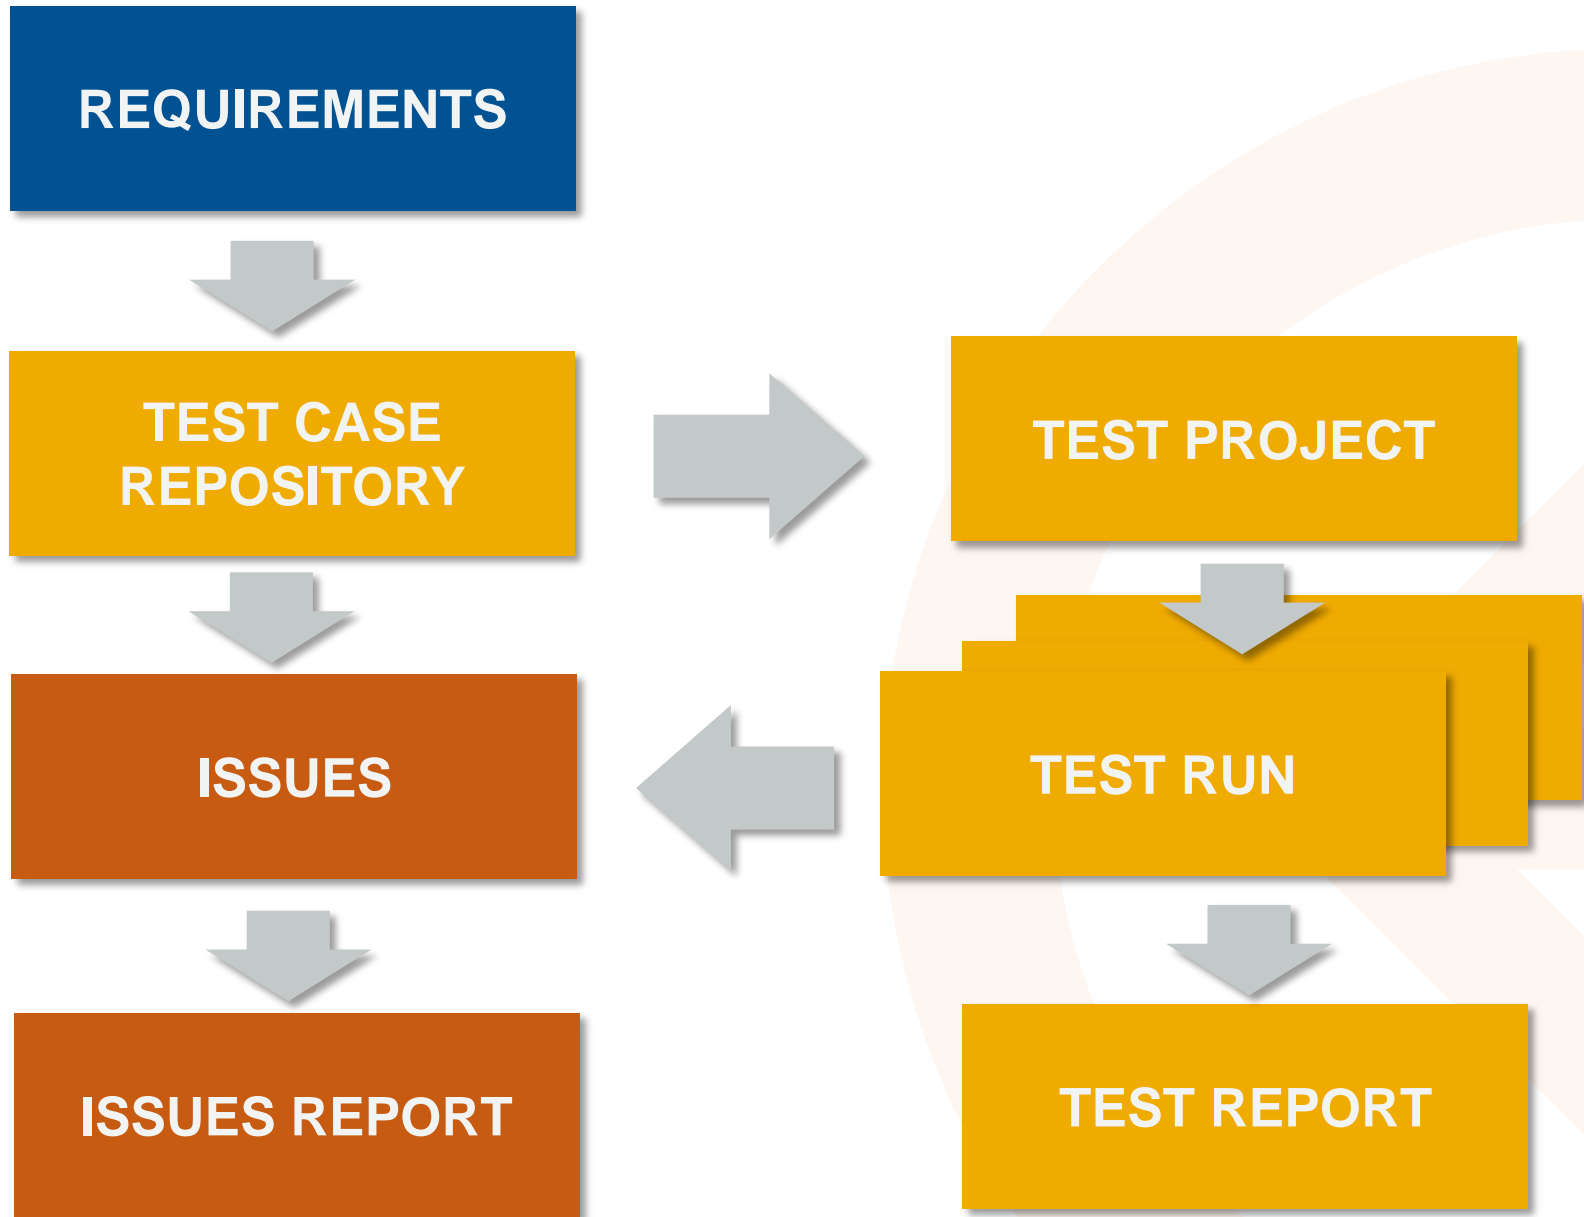 REQUIREMENTS
TEST CASE
REPOSITORY
TEST PROJECT
ISSUES
TEST RUN
ISSUES REPORT
TEST REPORT